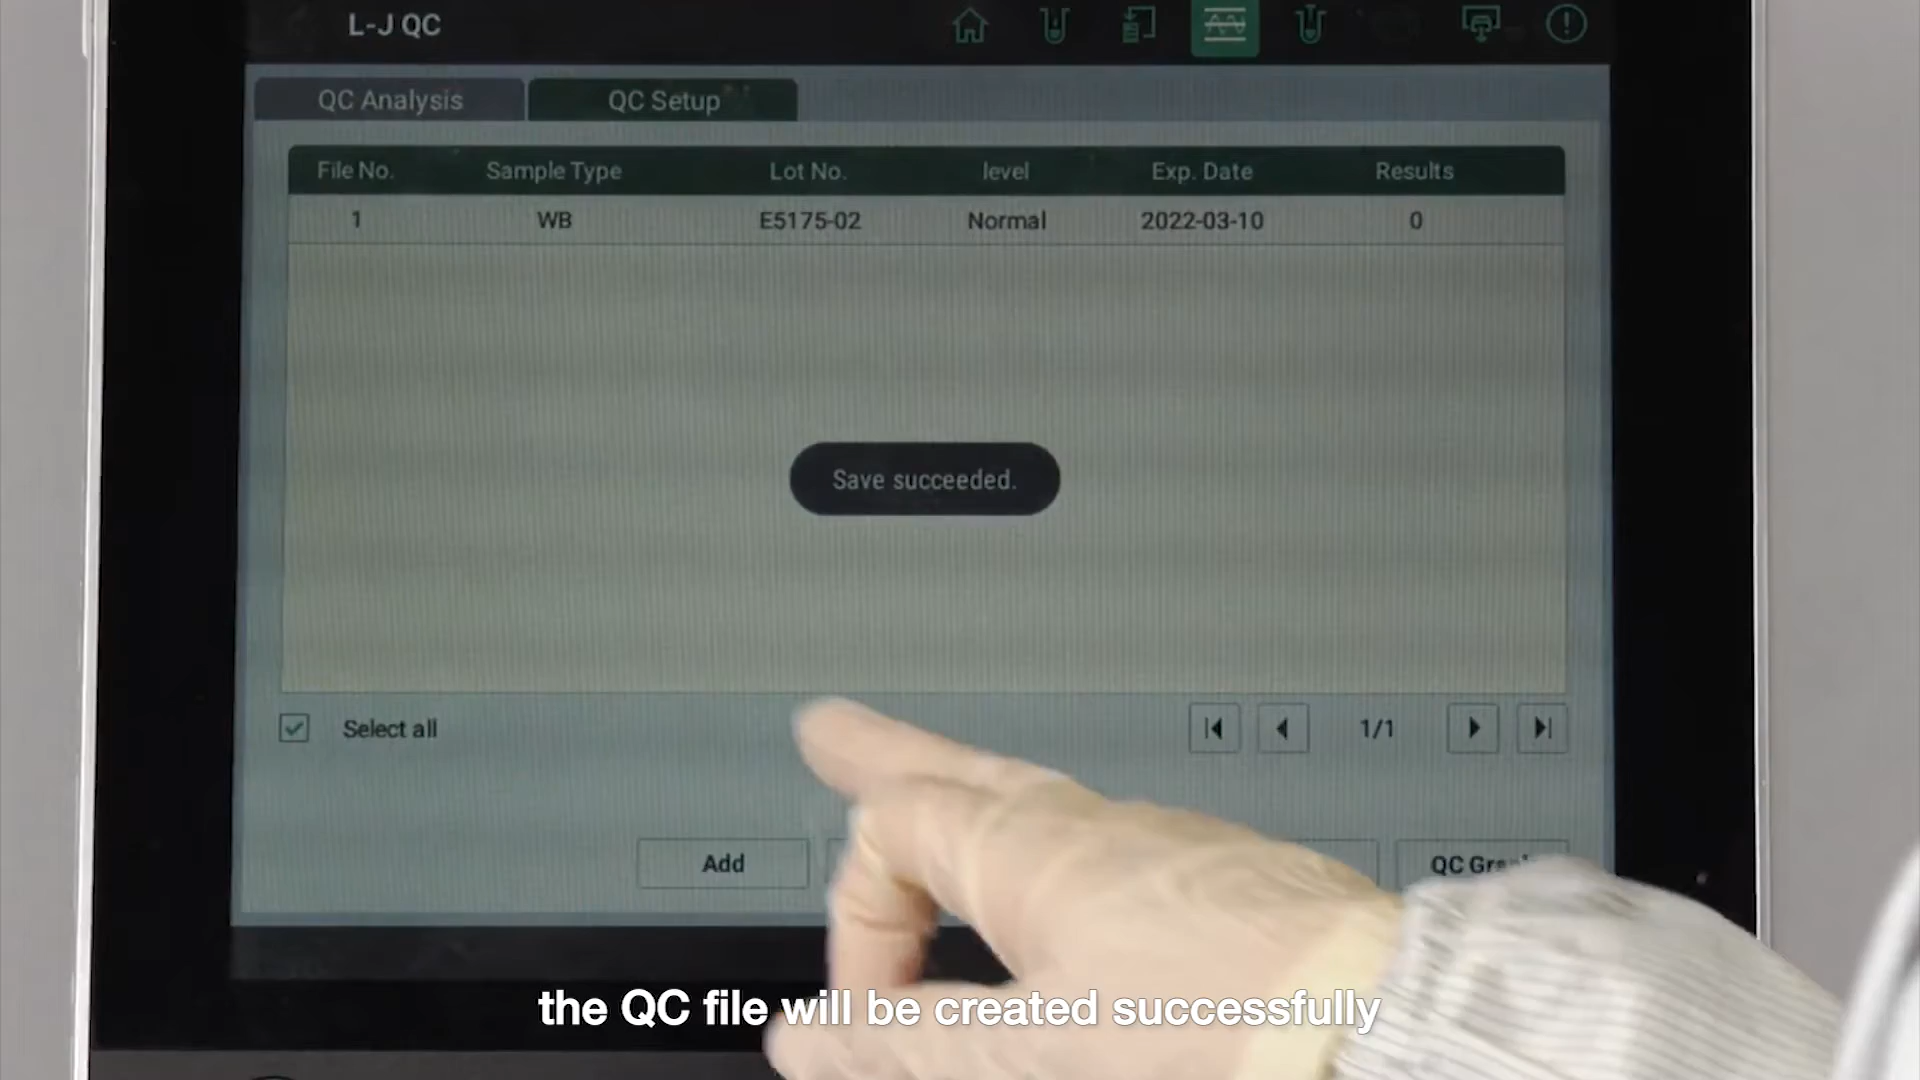 L-J QC
QC Analysis QC Setup
File No. Sample Type Lot No. level Exp. Date Results
1 WB E5175-02 Normal 2022-03-10 0
Save succeeded.
Select all 1/1
Add QC
the QC file will be created successfully